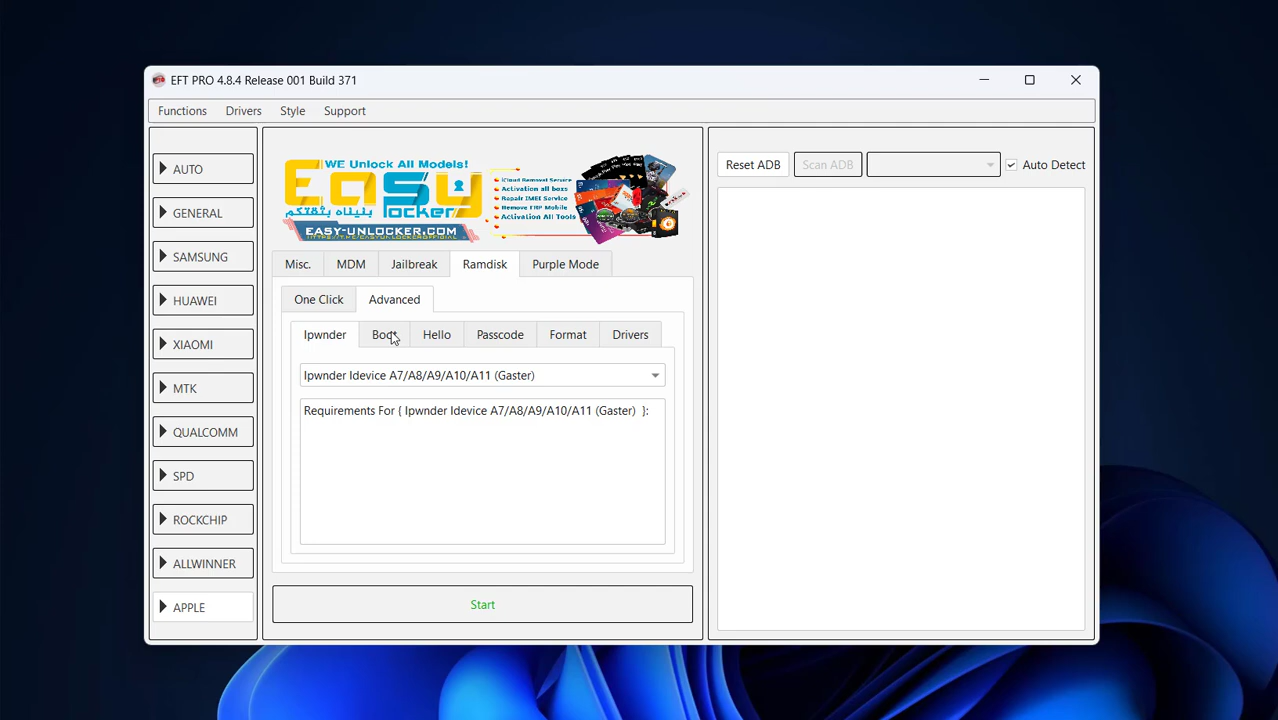 EFT PRO 4.8.4 Release 001 Build 371
Functions Drivers Style Support
AUTO
GENERAL
SAMSUNG
HUAWEI
XIAOMI
MTK
QUALCOMM
SPD
ROCKCHIP
ALLWINNER
APPLE
WE Unlock All Models!
EaSy
locker
بليناه بثقتكم
EASY-UNLOCKER.COM
iCloud Removal Service
Activation all boxs
Repair IMEI Service
Remove FRP Mobile
Activation All Tools
Misc. MDM Jailbreak Ramdisk Purple Mode
One Click Advanced
Ipwnder Boot Hello Passcode Format Drivers
Ipwnder Idevice A7/A8/A9/A10/A11 (Gaster)
Requirements For { Ipwnder Idevice A7/A8/A9/A10/A11 (Gaster) }:
Start
Reset ADB Scan ADB Auto Detect